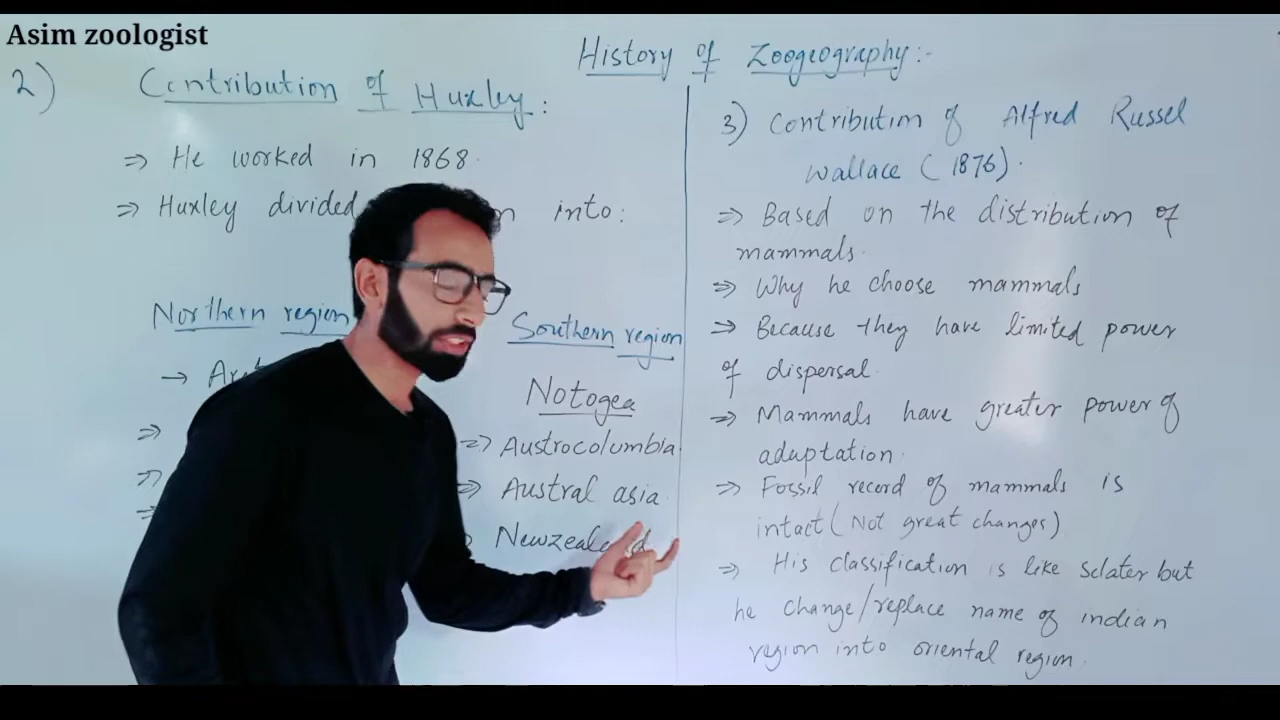 Asim zoologist
History of Zoogeography:-
2) Contribution of Huxley:
⇒ He worked in 1868.
⇒ Huxley divided into:
Northern region
Southern region
→
Notogea
⇒
⇒ Austrocolumbia
⇒
⇒ Austral asia.
⇒
Newzealand
3) Contribution of Alfred Russel
Wallace (1876).
⇒ Based on the distribution of
mammals.
⇒ Why he choose mammals
⇒ Because they have limited power
of dispersal.
⇒ Mammals have greater power of
adaptation.
⇒ Fossil record of mammals is
intact (Not great changes)
⇒ His classification is like Sclater but
he change/replace name of indian
region into oriental region.